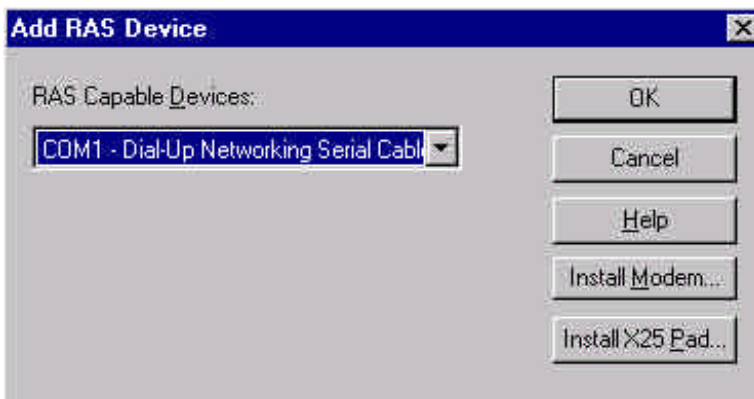 Add RAS Device
RAS Capable Devices:
COM1 - Dial-Up Networking Serial Cabl
OK
Cancel
Help
Install Modem...
Install X25 Pad...